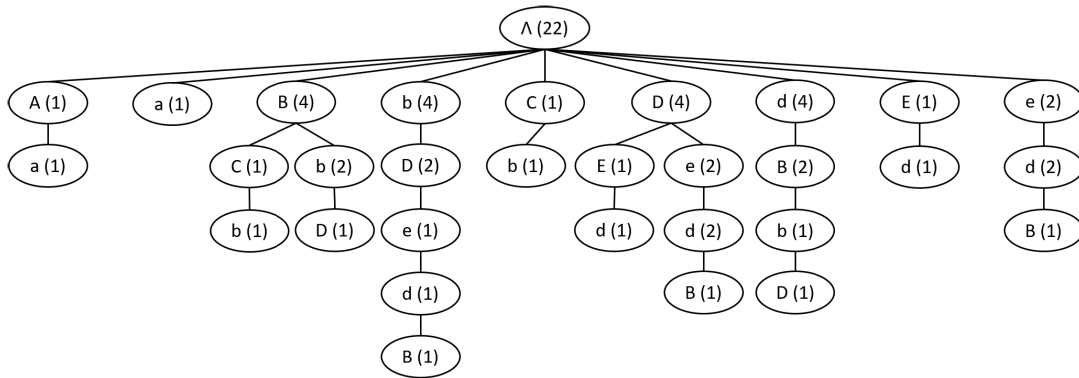 Λ (22)
A (1) a (1) B (4) b (4) C (1) D (4) d (4) E (1) e (2)
a (1) C (1) b (2) D (2) b (1) E (1) e (2) B (2) d (1) d (2)
b (1) D (1) e (1) d (1) d (2) b (1) B (1)
d (1) B (1) D (1)
B (1)